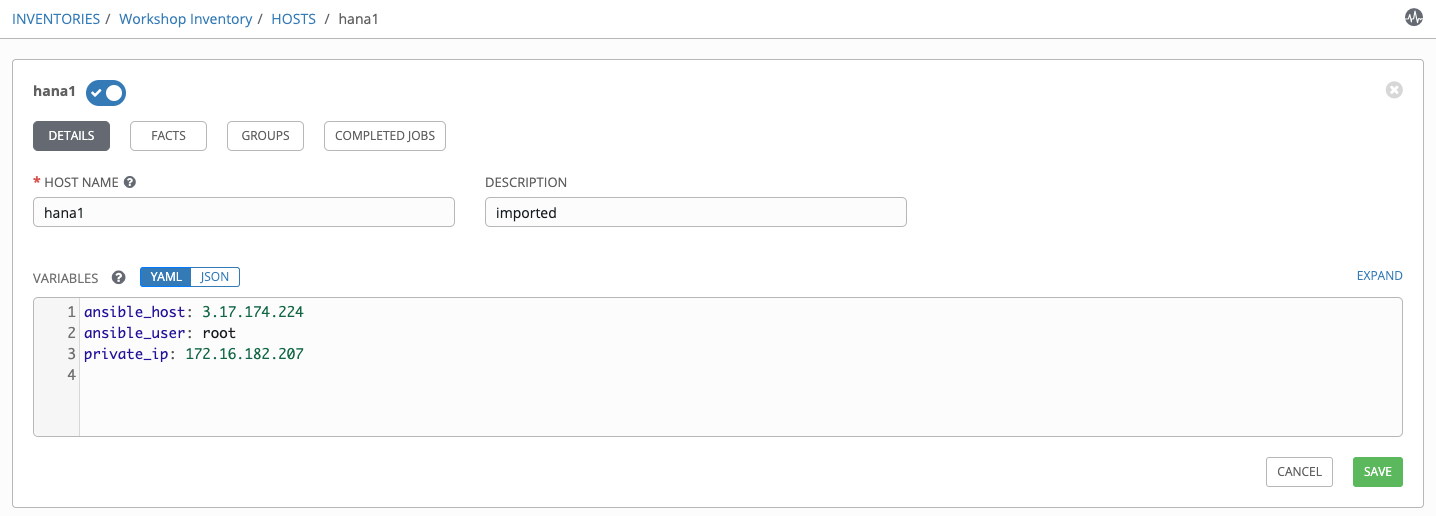 INVENTORIES / Workshop Inventory / HOSTS / hana1
hana1
DETAILS FACTS GROUPS COMPLETED JOBS
* HOST NAME ? DESCRIPTION
hana1 imported
VARIABLES ? YAML JSON EXPAND
1 ansible_host: 3.17.174.224
2 ansible_user: root
3 private_ip: 172.16.182.207
4
CANCEL SAVE